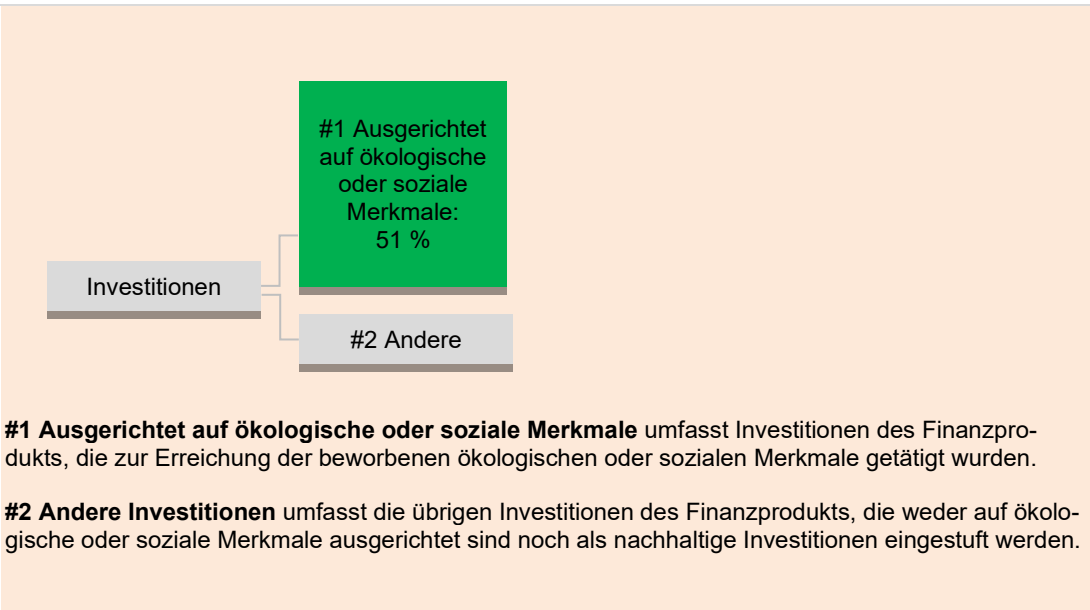 #1 Ausgerichtet
auf ökologische
oder soziale
Merkmale:
51 %
Investitionen
#2 Andere
#1 Ausgerichtet auf ökologische oder soziale Merkmale umfasst Investitionen des Finanzpro-
dukts, die zur Erreichung der beworbenen ökologischen oder sozialen Merkmale getätigt wurden.
#2 Andere Investitionen umfasst die übrigen Investitionen des Finanzprodukts, die weder auf ökolo-
gische oder soziale Merkmale ausgerichtet sind noch als nachhaltige Investitionen eingestuft werden.